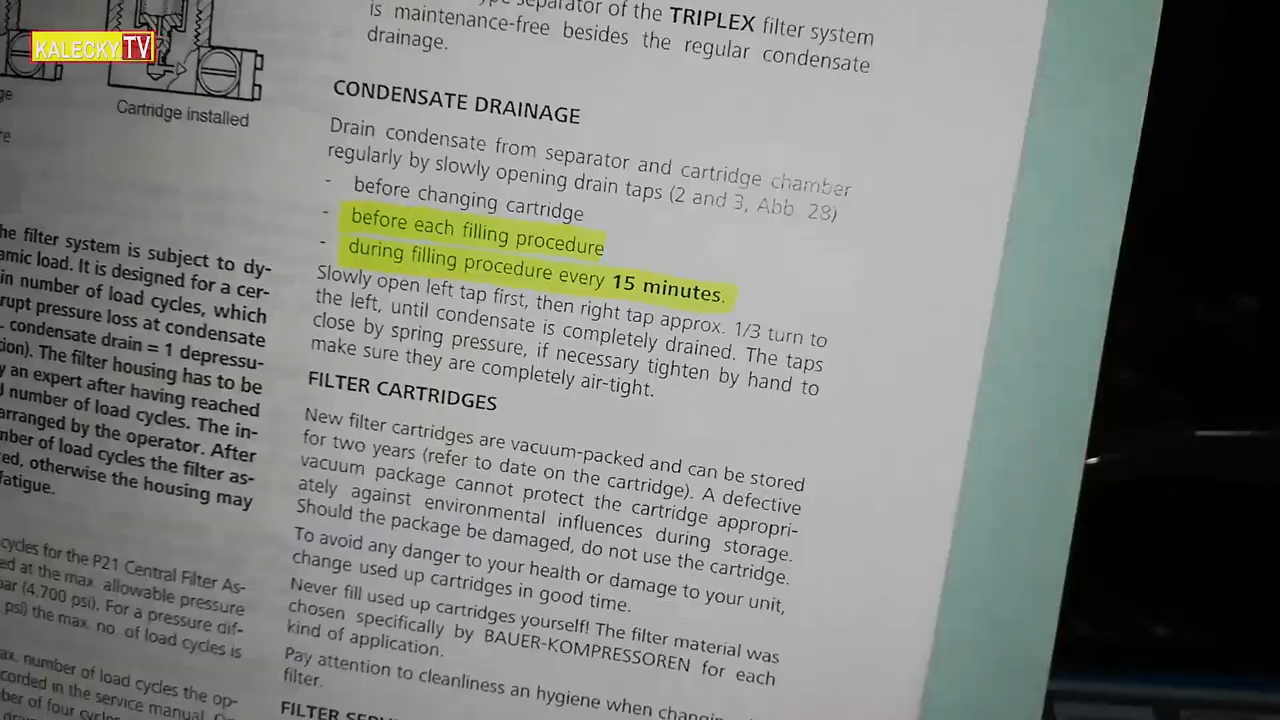 KALECKY TV
Cartridge installed
he filter system is subject to dy-
amic load. It is designed for a cer-
in number of load cycles, which
rupt pressure loss at condensate
condensate drain = 1 depressu-
tion). The filter housing has to be
y an expert after having reached
number of load cycles. The in-
arranged by the operator. After
mber of load cycles the filter as-
ed, otherwise the housing may
fatigue.
cycles for the P21 Central Filter As-
ed at the max. allowable pressure
bar (4,700 psi). For a pressure dif-
psi) the max. no. of load cycles is
ax. number of load cycles the op-
corded in the service manual.
ber of four cycles
separator of the TRIPLEX filter system
is maintenance-free besides the regular condensate
drainage.
CONDENSATE DRAINAGE
Drain condensate from separator and cartridge chamber
regularly by slowly opening drain taps (2 and 3, Abb. 28)
- before changing cartridge
- before each filling procedure
- during filling procedure every 15 minutes.
Slowly open left tap first, then right tap approx. 1/3 turn to
the left, until condensate is completely drained. The taps
close by spring pressure, if necessary tighten by hand to
make sure they are completely air-tight.
FILTER CARTRIDGES
New filter cartridges are vacuum-packed and can be stored
for two years (refer to date on the cartridge). A defective
vacuum package cannot protect the cartridge appropri-
ately against environmental influences during storage.
Should the package be damaged, do not use the cartridge.
To avoid any danger to your health or damage to your unit,
change used up cartridges in good time.
Never fill used up cartridges yourself! The filter material was
chosen specifically by BAUER-KOMPRESSOREN for each
kind of application.
Pay attention to cleanliness an hygiene when changing
filter.
FILTER